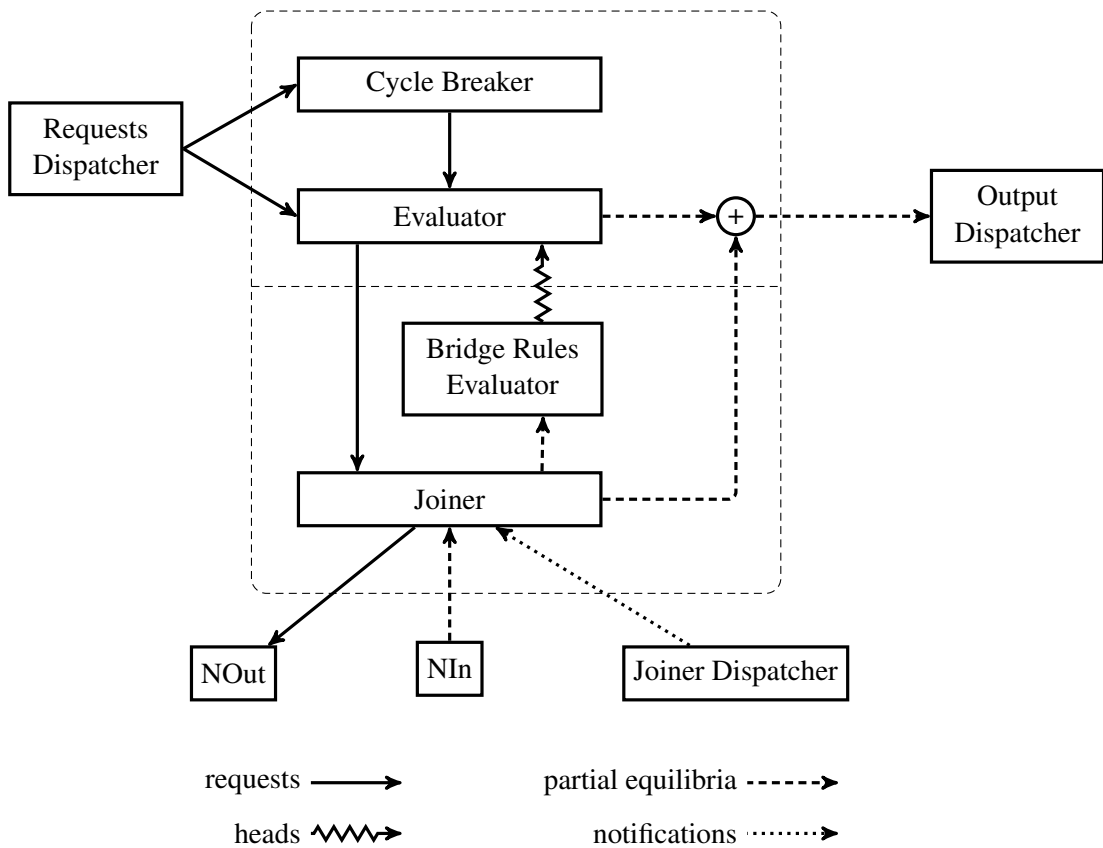 Cycle Breaker
Requests
Dispatcher
Evaluator
+
Output
Dispatcher
Bridge Rules
Evaluator
Joiner
NOut
NIn
Joiner Dispatcher
requests
partial equilibria
heads
notifications